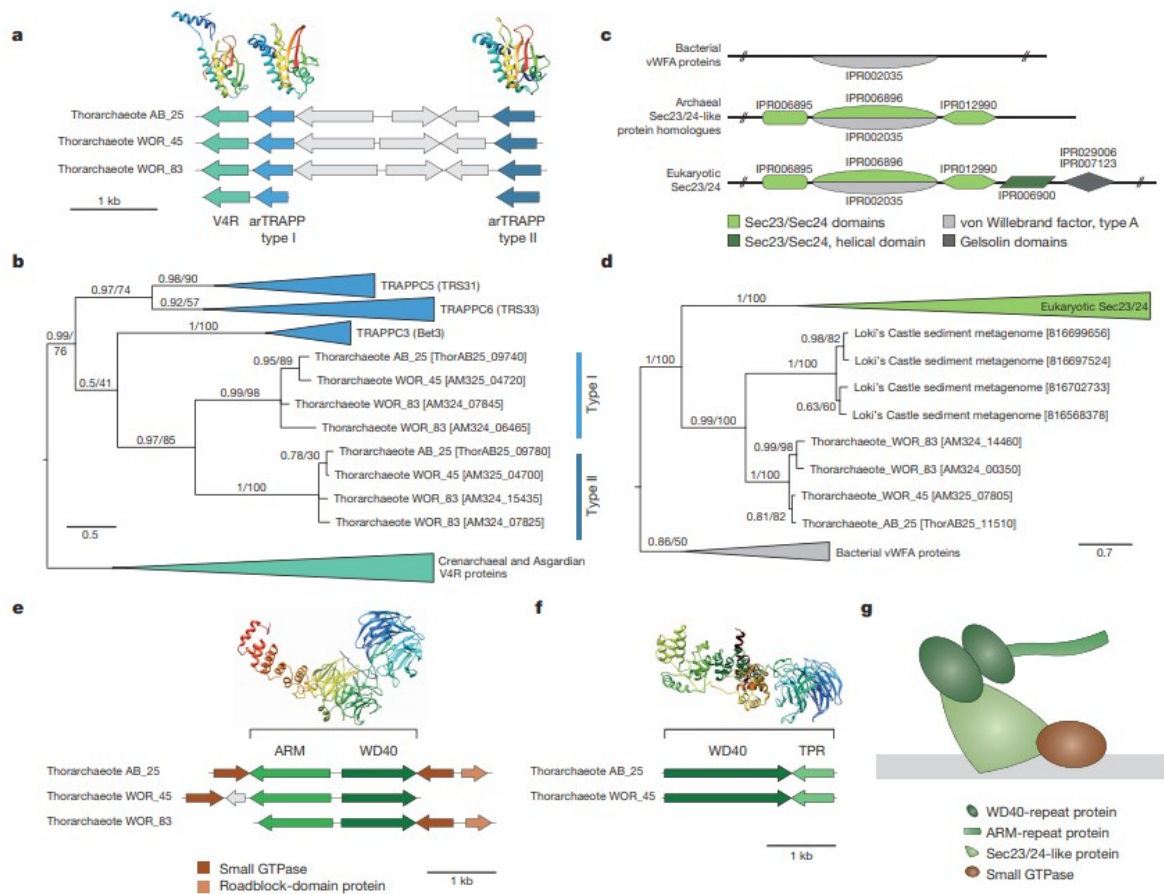 a
Thorarchaeote AB_25
Thorarchaeote WOR_45
Thorarchaeote WOR_83
1 kb
V4R
arTRAPP
type I
arTRAPP
type II
b
0.98/90
TRAPPC5 (TRS31)
0.97/74
0.92/57
TRAPPC6 (TRS33)
0.99/
76
1/100
TRAPPC3 (Bet3)
0.5/41
0.95/89
Thorarchaeote AB_25 [ThorAB25_09740]
Thorarchaeote WOR_45 [AM325_04720]
0.99/98
Thorarchaeote WOR_83 [AM324_07845]
Thorarchaeote WOR_83 [AM324_06465]
Type I
0.97/85
0.78/30
Thorarchaeote AB_25 [ThorAB25_09780]
Thorarchaeote WOR_45 [AM325_04700]
1/100
Thorarchaeote WOR_83 [AM324_15435]
Thorarchaeote WOR_83 [AM324_07825]
Type II
0.5
Crenarchaeal and Asgardian
V4R proteins
c
Bacterial
vWFA proteins
IPR002035
Archaeal
Sec23/24-like
protein homologues
IPR006895
IPR006896
IPR012990
IPR002035
Eukaryotic
Sec23/24
IPR006895
IPR006896
IPR012990
IPR029006
IPR007123
IPR002035
IPR006900
Sec23/Sec24 domains
von Willebrand factor, type A
Sec23/Sec24, helical domain
Gelsolin domains
d
1/100
Eukaryotic Sec23/24
1/100
0.98/82
Loki's Castle sediment metagenome [816699656]
1/100
Loki's Castle sediment metagenome [816697524]
Loki's Castle sediment metagenome [816702733]
0.63/60
Loki's Castle sediment metagenome [816568378]
0.99/100
0.99/98
Thorarchaeote_WOR_83 [AM324_14460]
Thorarchaeote_WOR_83 [AM324_00350]
1/100
Thorarchaeote_WOR_45 [AM325_07805]
0.81/82
Thorarchaeote_AB_25 [ThorAB25_11510]
0.86/50
Bacterial vWFA proteins
0.7
e
ARM
WD40
Thorarchaeote AB_25
Thorarchaeote WOR_45
Thorarchaeote WOR_83
Small GTPase
Roadblock-domain protein
1 kb
f
WD40
TPR
Thorarchaeote AB_25
Thorarchaeote WOR_45
1 kb
g
WD40-repeat protein
ARM-repeat protein
Sec23/24-like protein
Small GTPase